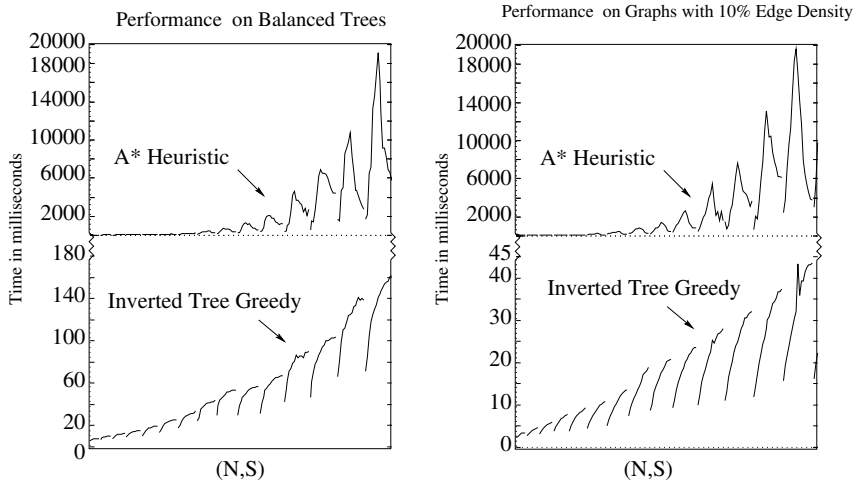 Performance on Balanced Trees
20000
18000
14000
10000
6000
2000
180
140
100
60
20
0
Time in milliseconds
A* Heuristic
Inverted Tree Greedy
(N,S)
Performance on Graphs with 10% Edge Density
20000
18000
14000
10000
6000
2000
45
40
30
20
10
0
Time in milliseconds
A* Heuristic
Inverted Tree Greedy
(N,S)